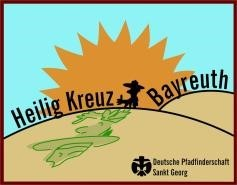 Heilig Kreuz Bayreuth
Deutsche Pfadfinderschaft
Sankt Georg